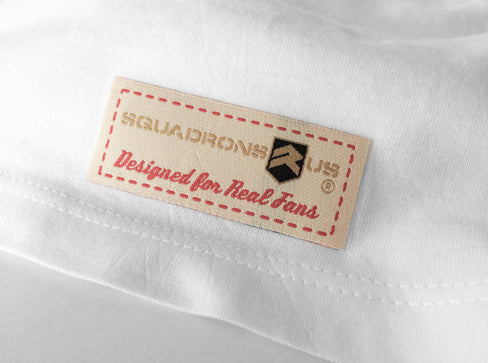 SQUADRONS R US
®
Designed for Real Fans